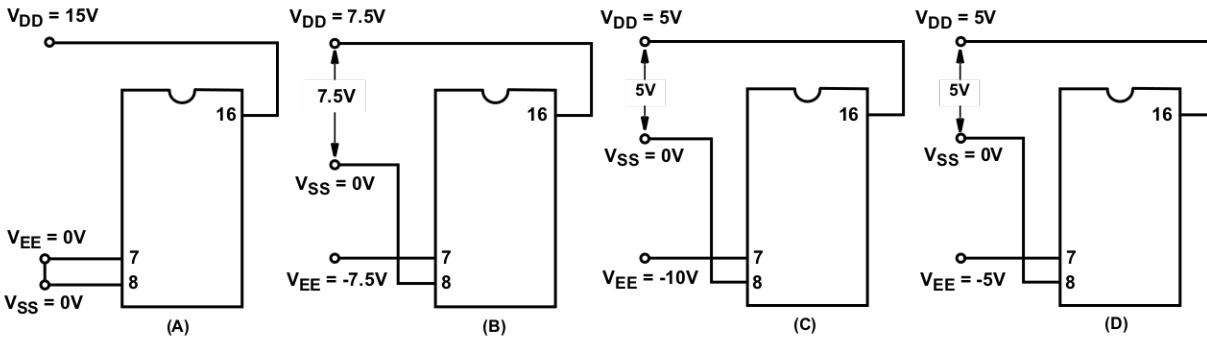 VDD = 15V
16
VEE = 0V
7
8
VSS = 0V
(A)
VDD = 7.5V
7.5V
16
VSS = 0V
7
VEE = -7.5V
8
(B)
VDD = 5V
5V
16
VSS = 0V
7
VEE = -10V
8
(C)
VDD = 5V
5V
16
VSS = 0V
7
VEE = -5V
8
(D)